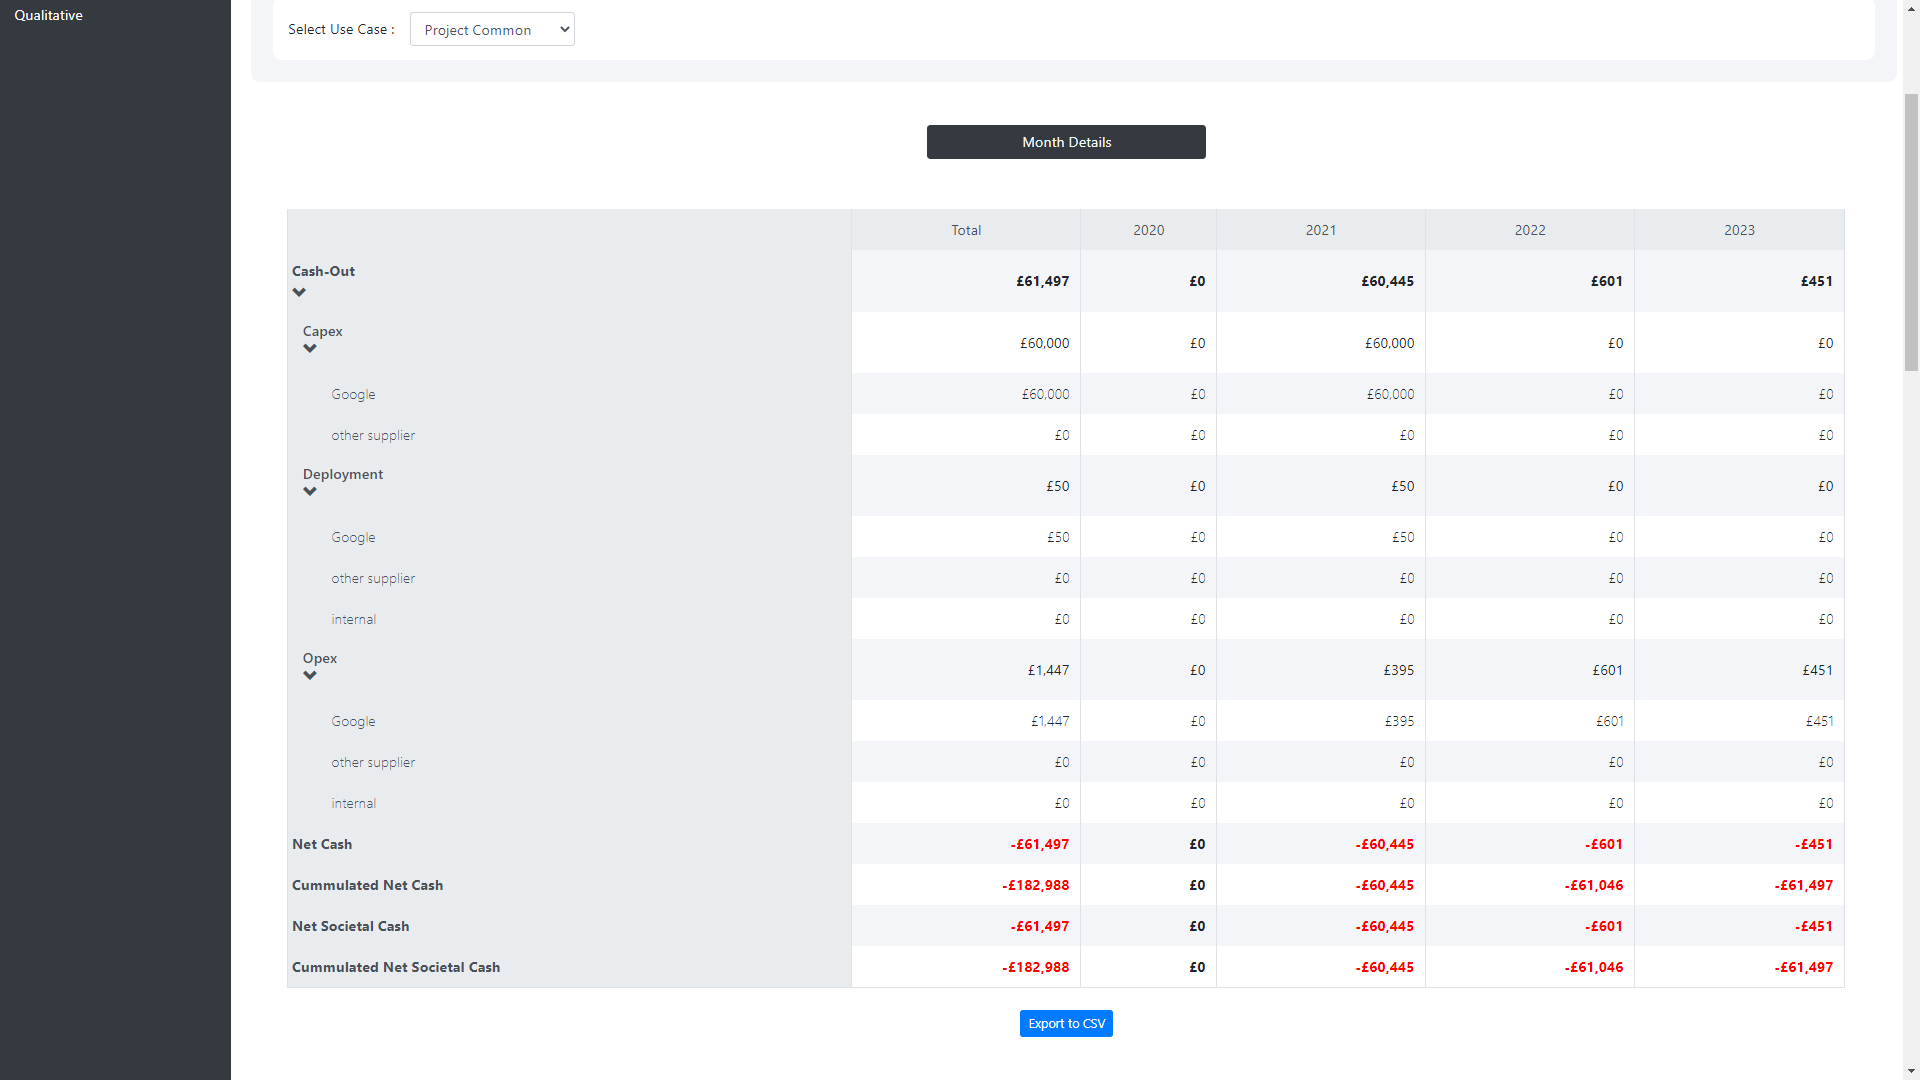 Qualitative
Select Use Case : Project Common
Month Details
Total 2020 2021 2022 2023
Cash-Out £61,497 £0 £60,445 £601 £451
Capex £60,000 £0 £60,000 £0 £0
Google £60,000 £0 £60,000 £0 £0
other supplier £0 £0 £0 £0 £0
Deployment £50 £0 £50 £0 £0
Google £50 £0 £50 £0 £0
other supplier £0 £0 £0 £0 £0
internal £0 £0 £0 £0 £0
Opex £1,447 £0 £395 £601 £451
Google £1,447 £0 £395 £601 £451
other supplier £0 £0 £0 £0 £0
internal £0 £0 £0 £0 £0
Net Cash -£61,497 £0 -£60,445 -£601 -£451
Cummulated Net Cash -£182,988 £0 -£60,445 -£61,046 -£61,497
Net Societal Cash -£61,497 £0 -£60,445 -£601 -£451
Cummulated Net Societal Cash -£182,988 £0 -£60,445 -£61,046 -£61,497
Export to CSV